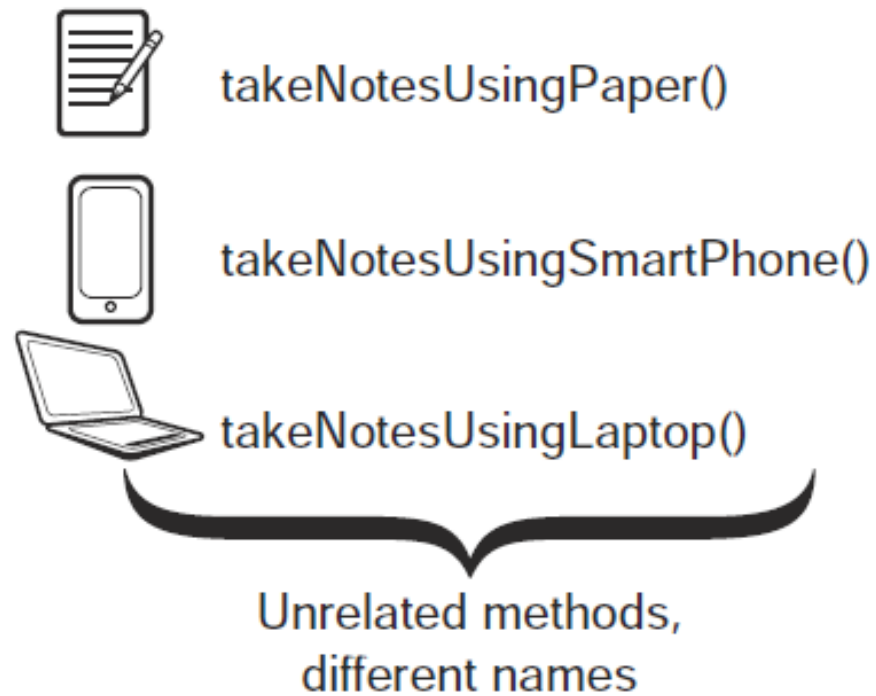 takeNotesUsingPaper()
takeNotesUsingSmartPhone()
takeNotesUsingLaptop()
Unrelated methods,
different names